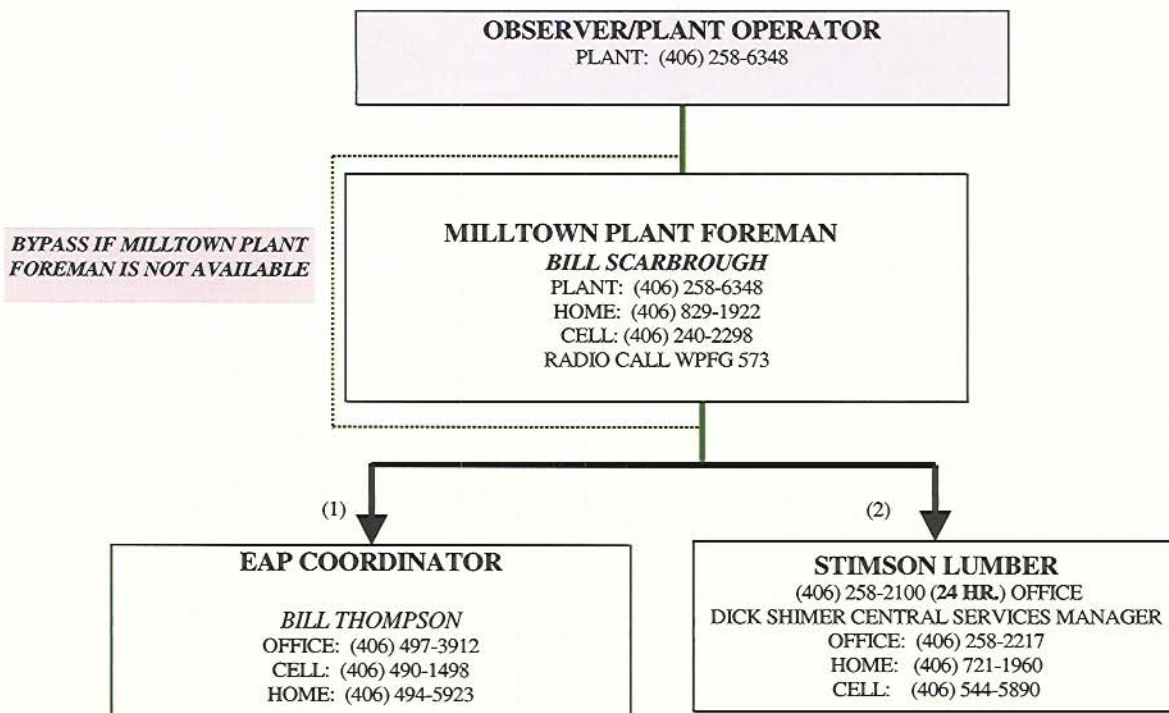 OBSERVER/PLANT OPERATOR
PLANT: (406) 258-6348
BYPASS IF MILLTOWN PLANT
FOREMAN IS NOT AVAILABLE
MILLTOWN PLANT FOREMAN
BILL SCARBROUGH
PLANT: (406) 258-6348
HOME: (406) 829-1922
CELL: (406) 240-2298
RADIO CALL WPFG 573
(1)
EAP COORDINATOR
BILL THOMPSON
OFFICE: (406) 497-3912
CELL: (406) 490-1498
HOME: (406) 494-5923
(2)
STIMSON LUMBER
(406) 258-2100 (24 HR.) OFFICE
DICK SHIMER CENTRAL SERVICES MANAGER
OFFICE: (406) 258-2217
HOME: (406) 721-1960
CELL: (406) 544-5890